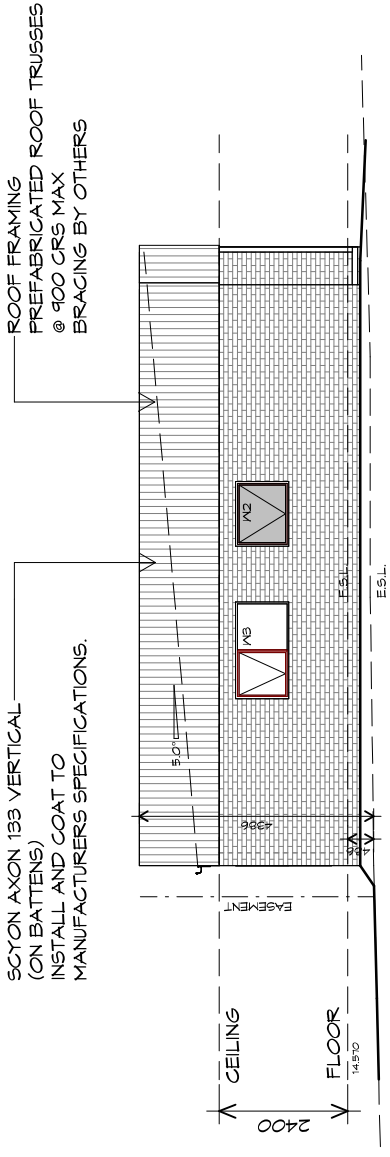 SCYON AXON 133 VERTICAL
(ON BATTENS)
INSTALL AND COAT TO
MANUFACTURERS SPECIFICATIONS.
ROOF FRAMING
PREFABRICATED ROOF TRUSSES
@ 900 CRS MAX
BRACING BY OTHERS
5.0°
CEILING
2400
FLOOR
14.570
EASEMENT
4386
W3
W2
F.S.L.
E.S.L.